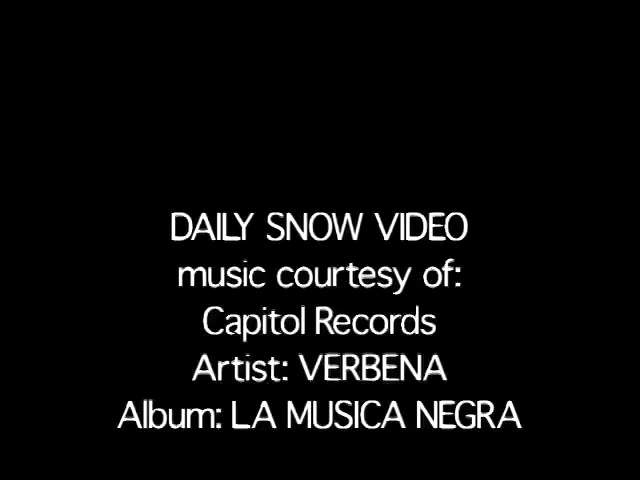 DAILY SNOW VIDEO
music courtesy of:
Capitol Records
Artist: VERBENA
Album: LA MUSICA NEGRA